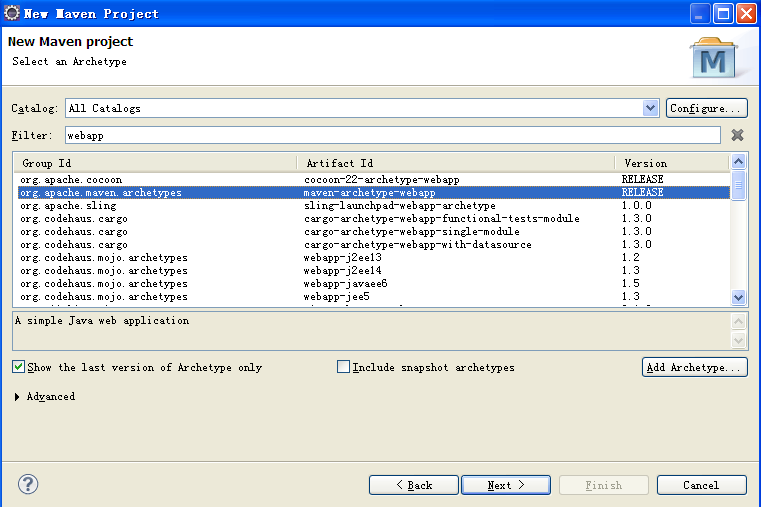 New Maven Project
New Maven project
Select an Archetype
M
Catalog: All Catalogs Configure...
Filter: webapp
Group Id Artifact Id Version
org.apache.cocoon cocoon-22-archetype-webapp RELEASE
org.apache.maven.archetypes maven-archetype-webapp RELEASE
org.apache.sling sling-launchpad-webapp-archetype 1.0.0
org.codehaus.cargo cargo-archetype-webapp-functional-tests-module 1.3.0
org.codehaus.cargo cargo-archetype-webapp-single-module 1.3.0
org.codehaus.cargo cargo-archetype-webapp-with-datasource 1.3.0
org.codehaus.mojo.archetypes webapp-j2ee13 1.2
org.codehaus.mojo.archetypes webapp-j2ee14 1.3
org.codehaus.mojo.archetypes webapp-javaee6 1.5
org.codehaus.mojo.archetypes webapp-jee5 1.3
A simple Java web application
Show the last version of Archetype only Include snapshot archetypes Add Archetype...
Advanced
? < Back Next > Finish Cancel